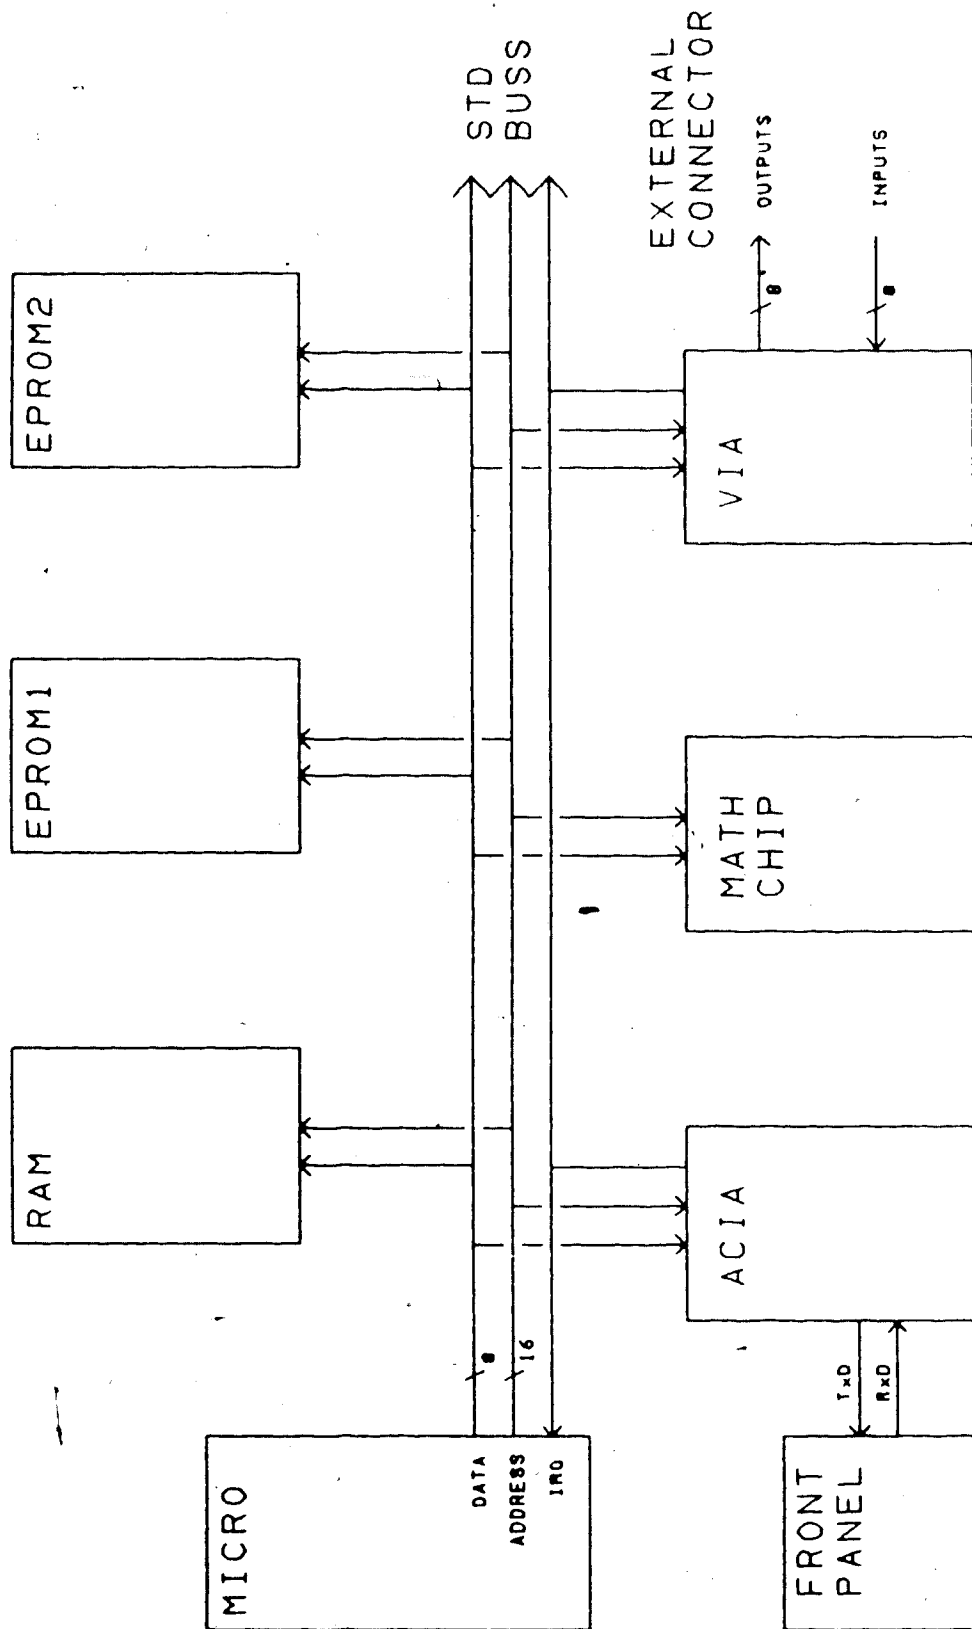 RAM
EPROM1
EPROM2
MICRO
DATA
ADDRESS
IRQ
8
16
STD
BUSS
FRONT
PANEL
TxD
RxD
ACIA
MATH
CHIP
VIA
EXTERNAL
CONNECTOR
8
OUTPUTS
8
INPUTS